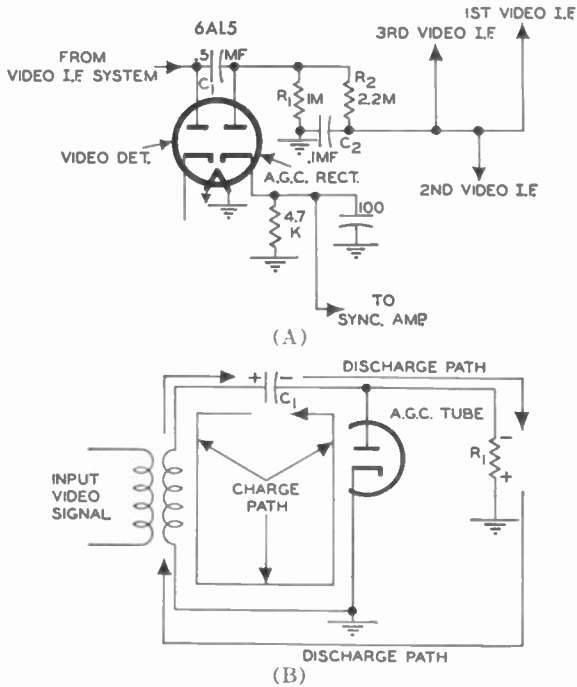 1ST VIDEO I.F.
3RD VIDEO I.F.
6AL5
FROM
VIDEO I.F. SYSTEM
.5 MF
C1
R1
1M
R2
2.2M
.1MF
C2
VIDEO DET.
A.G.C. RECT.
2ND VIDEO I.F.
4.7
K
100
TO
SYNC. AMP.
(A)
DISCHARGE PATH
+ -
C1
A.G.C. TUBE
INPUT
VIDEO
SIGNAL
CHARGE
PATH
R1
-
+
DISCHARGE PATH
(B)